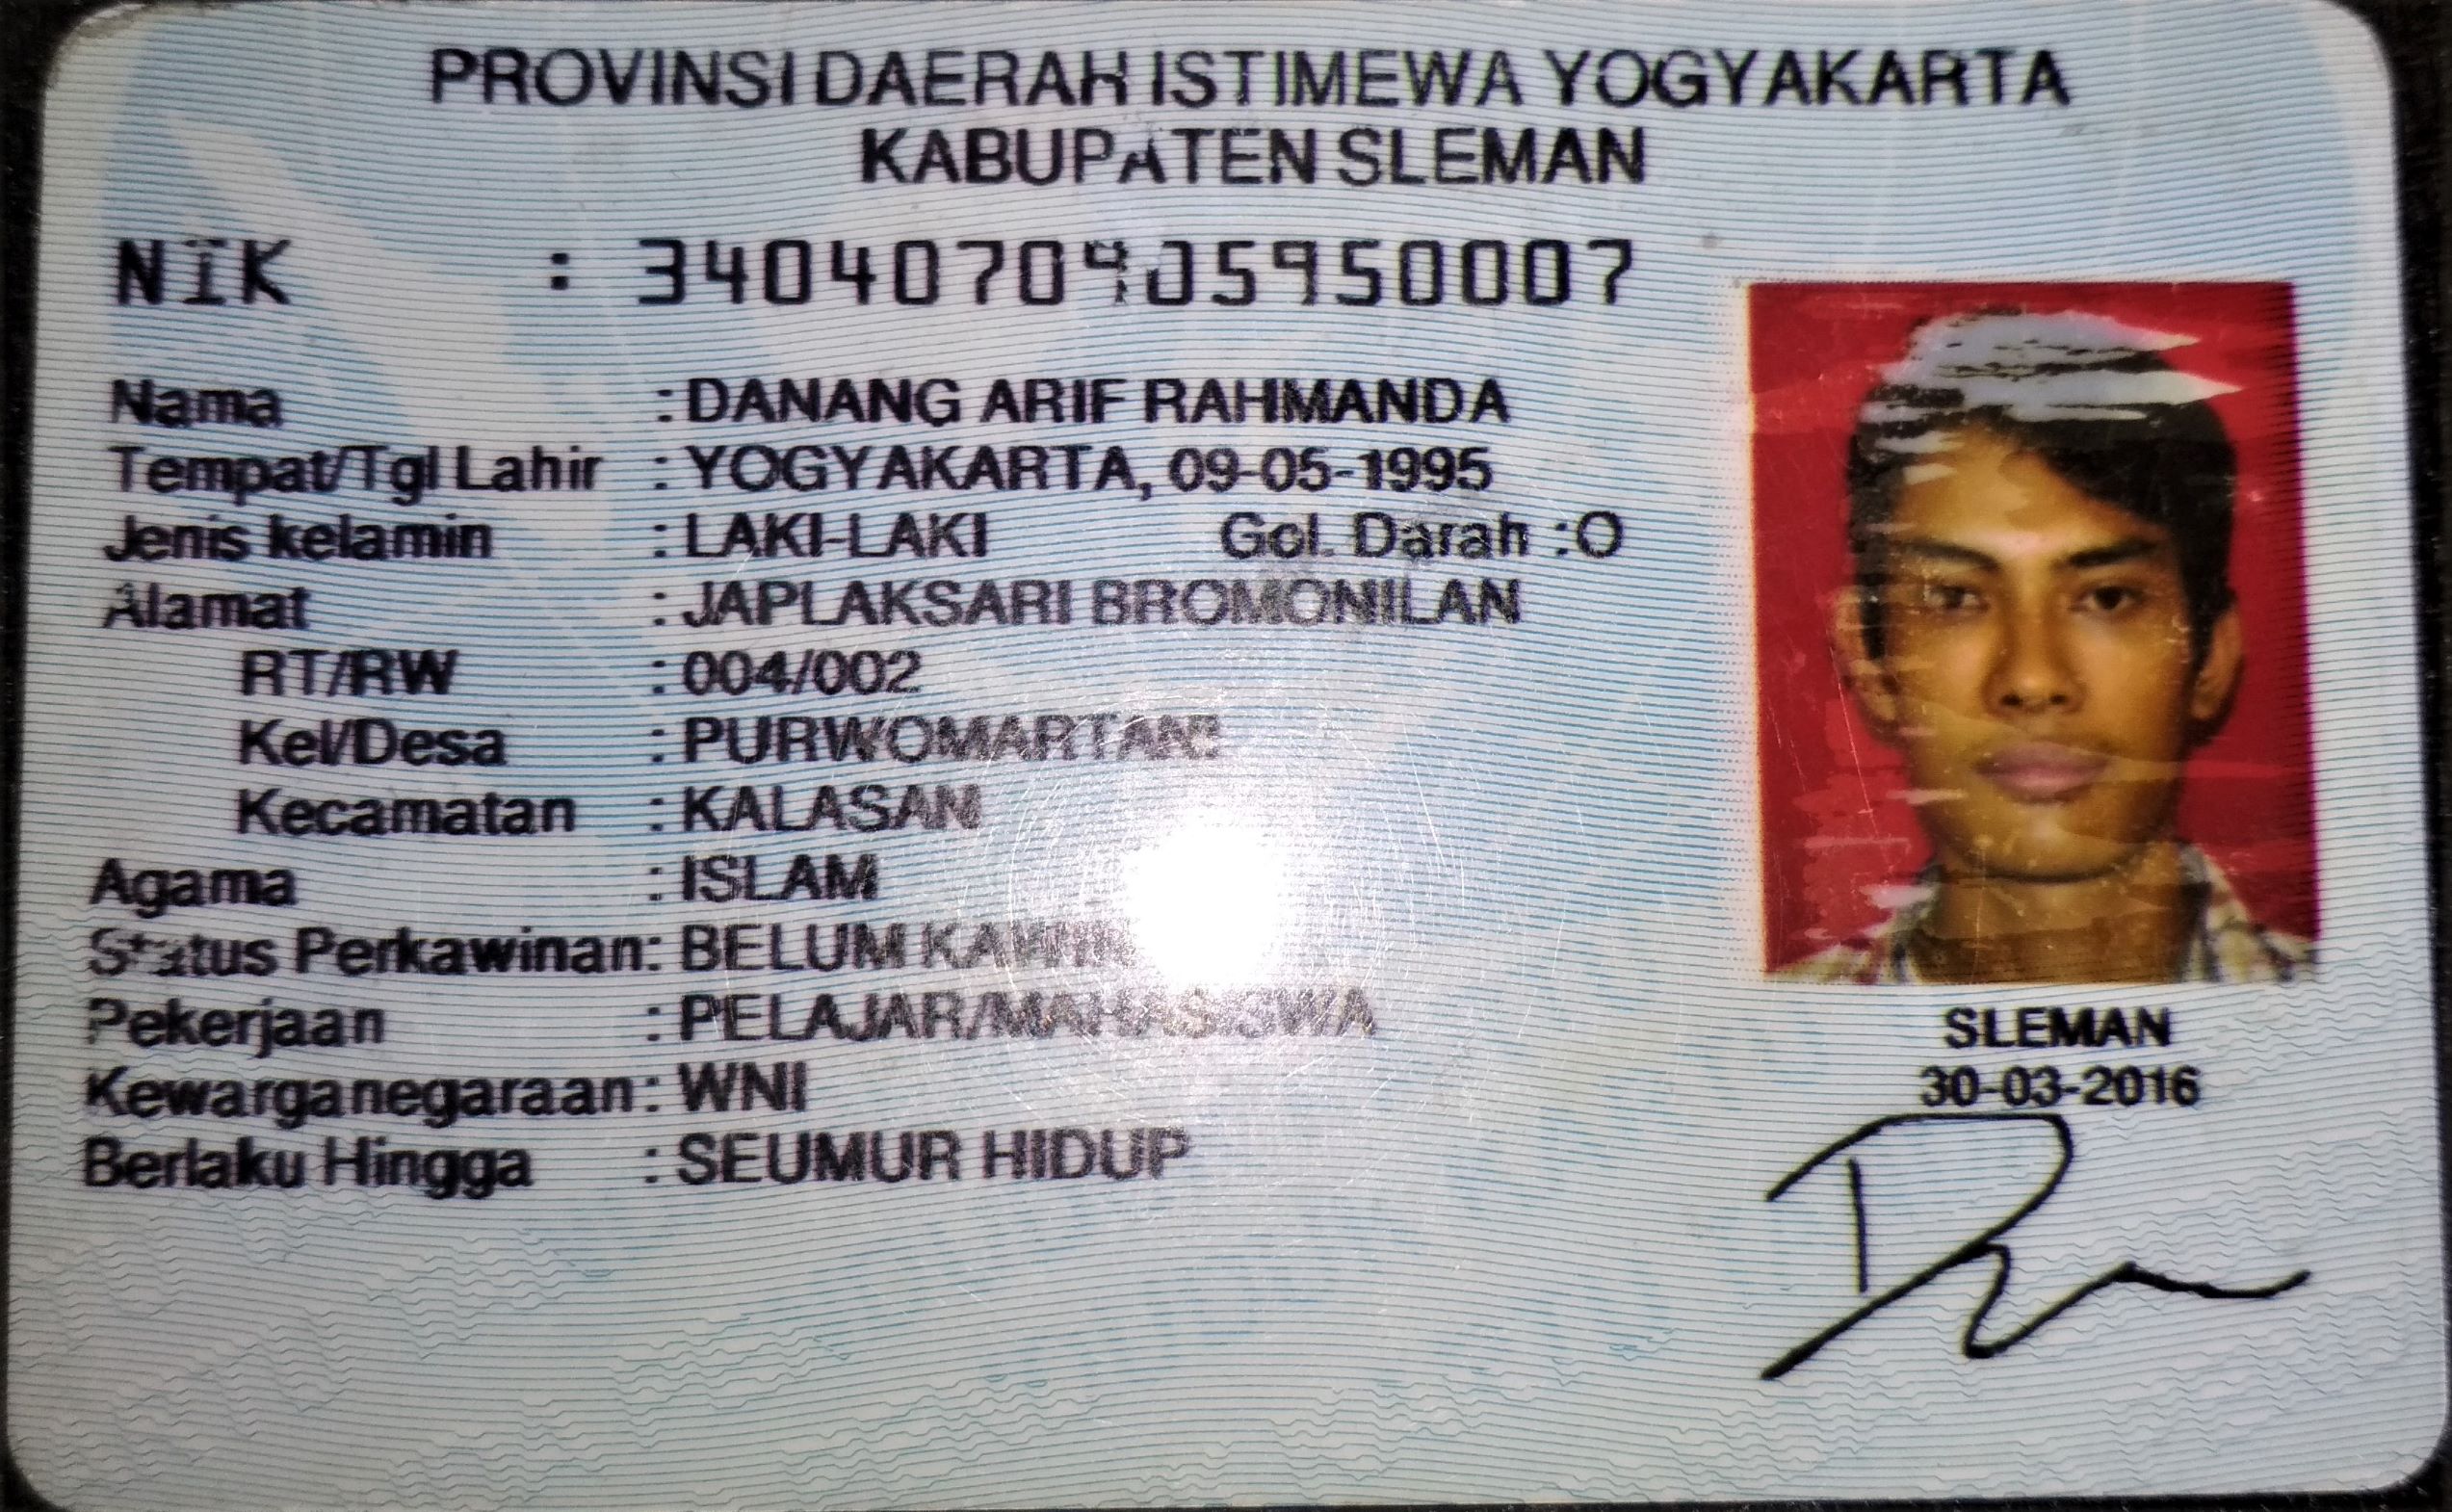 PROVINSI DAERAH ISTIMEWA YOGYAKARTA
KABUPATEN SLEMAN
NIK : 3404070905950007
Nama : DANANG ARIF RAHMANDA
Tempat/Tgl Lahir : YOGYAKARTA, 09-05-1995
Jenis kelamin : LAKI-LAKI Gol. Darah : O
Alamat : JAPLAKSARI BROMONILAN
RT/RW : 004/002
Kel/Desa : PURWOMARTANI
Kecamatan : KALASAN
Agama : ISLAM
Status Perkawinan: BELUM KAWIN
Pekerjaan : PELAJAR/MAHASISWA
Kewarganegaraan: WNI
Berlaku Hingga : SEUMUR HIDUP
SLEMAN
30-03-2016